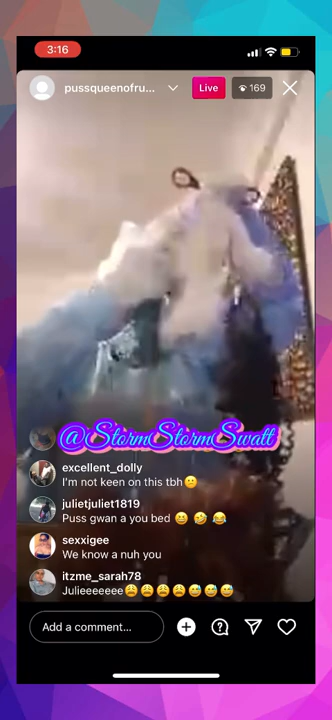 3:16
pussqueenofru...
Live
169
@StormStormSwatt
excellent_dolly
I'm not keen on this tbh😕
julietjuliet1819
Puss gwan a you bed 😆 🤣 😂
sexxigee
We know a nuh you
itzme_sarah78
Julieeeeeee😩😩😩😩😅😅😅
Add a comment...